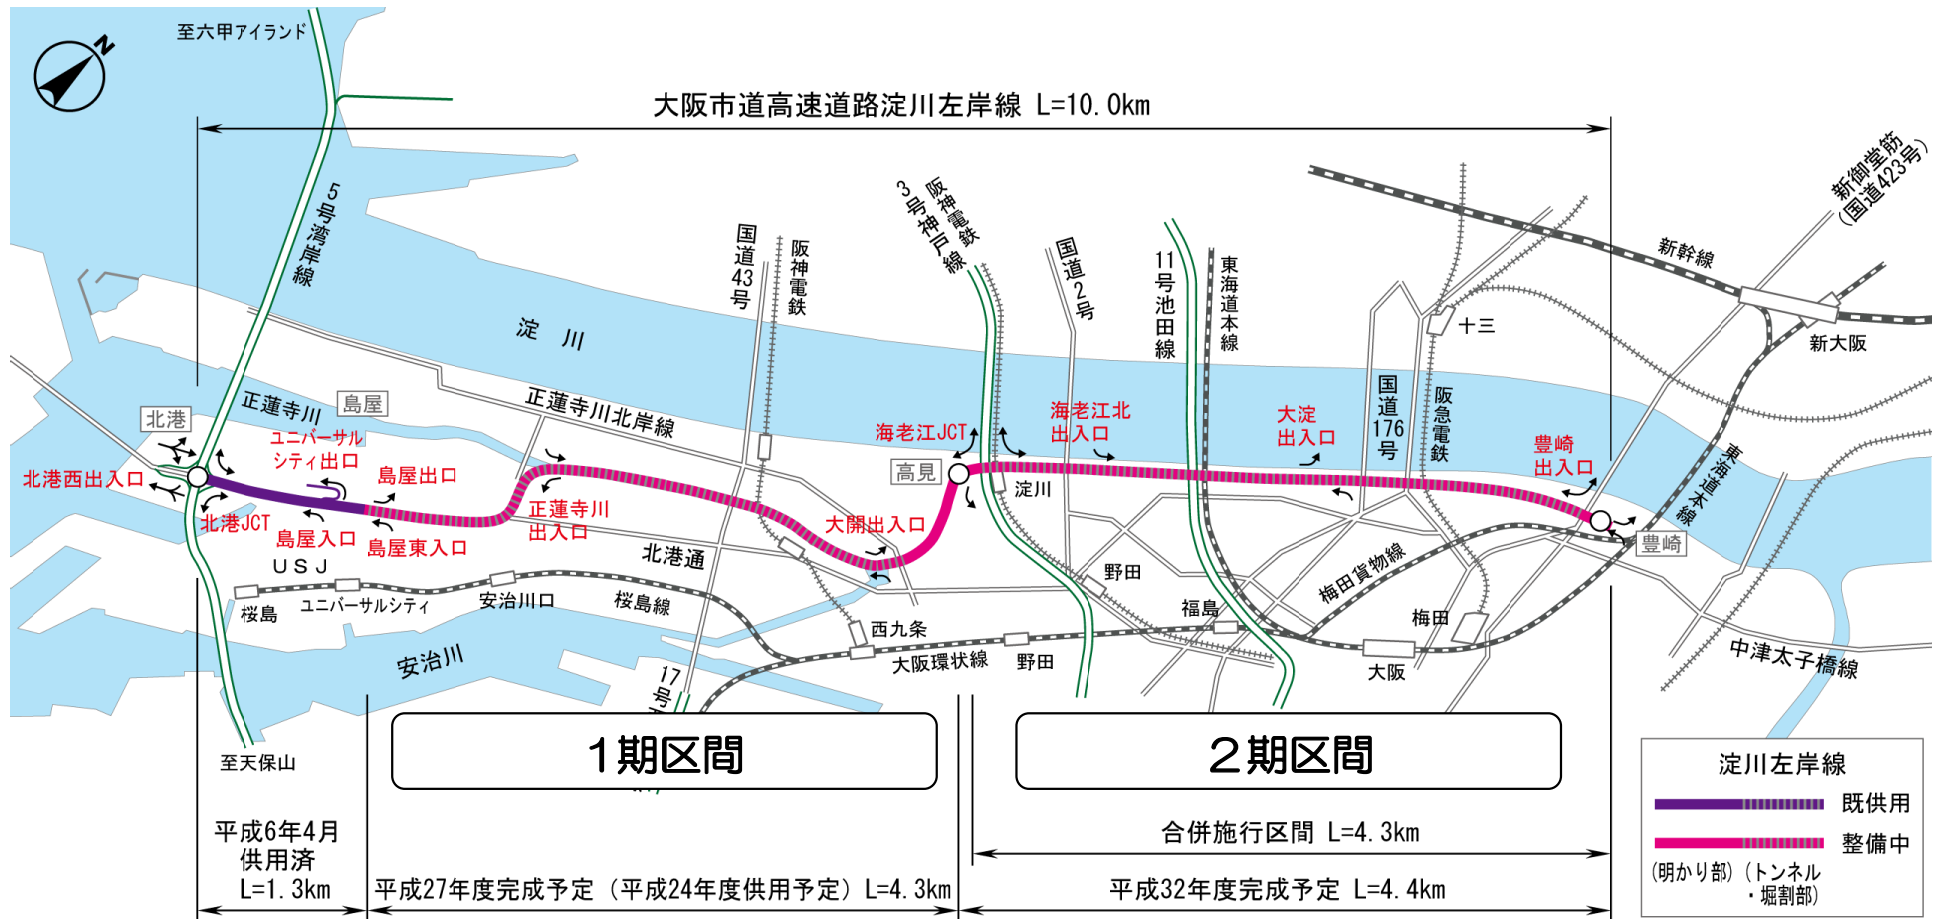 N
至六甲アイランド
大阪市道高速道路淀川左岸線 L=10.0km
5号湾岸線
国道43号
阪神電鉄
3号神戸線
阪神電鉄
国道2号
11号池田線
東海道本線
新幹線
新御堂筋
(国道423号)
十三
新大阪
淀川
正蓮寺川
島屋
北港
正蓮寺川北岸線
ユニバーサル
シティ出口
島屋出口
北港西出入口
北港JCT
島屋入口
島屋東入口
正蓮寺川
出入口
大開出入口
海老江JCT
高見
淀川
海老江北
出入口
大淀
出入口
国道176号
阪急電鉄
豊崎
出入口
東海道本線
豊崎
USJ
北港通
桜島
ユニバーサルシティ
安治川口
桜島線
西九条
大阪環状線
野田
野田
福島
梅田貨物線
梅田
大阪
中津太子橋線
安治川
17号
至天保山
1期区間
2期区間
平成6年4月
供用済
L=1.3km
平成27年度完成予定(平成24年度供用予定)L=4.3km
合併施行区間 L=4.3km
平成32年度完成予定 L=4.4km
淀川左岸線
既供用
整備中
(明かり部)(トンネル
・堀割部)